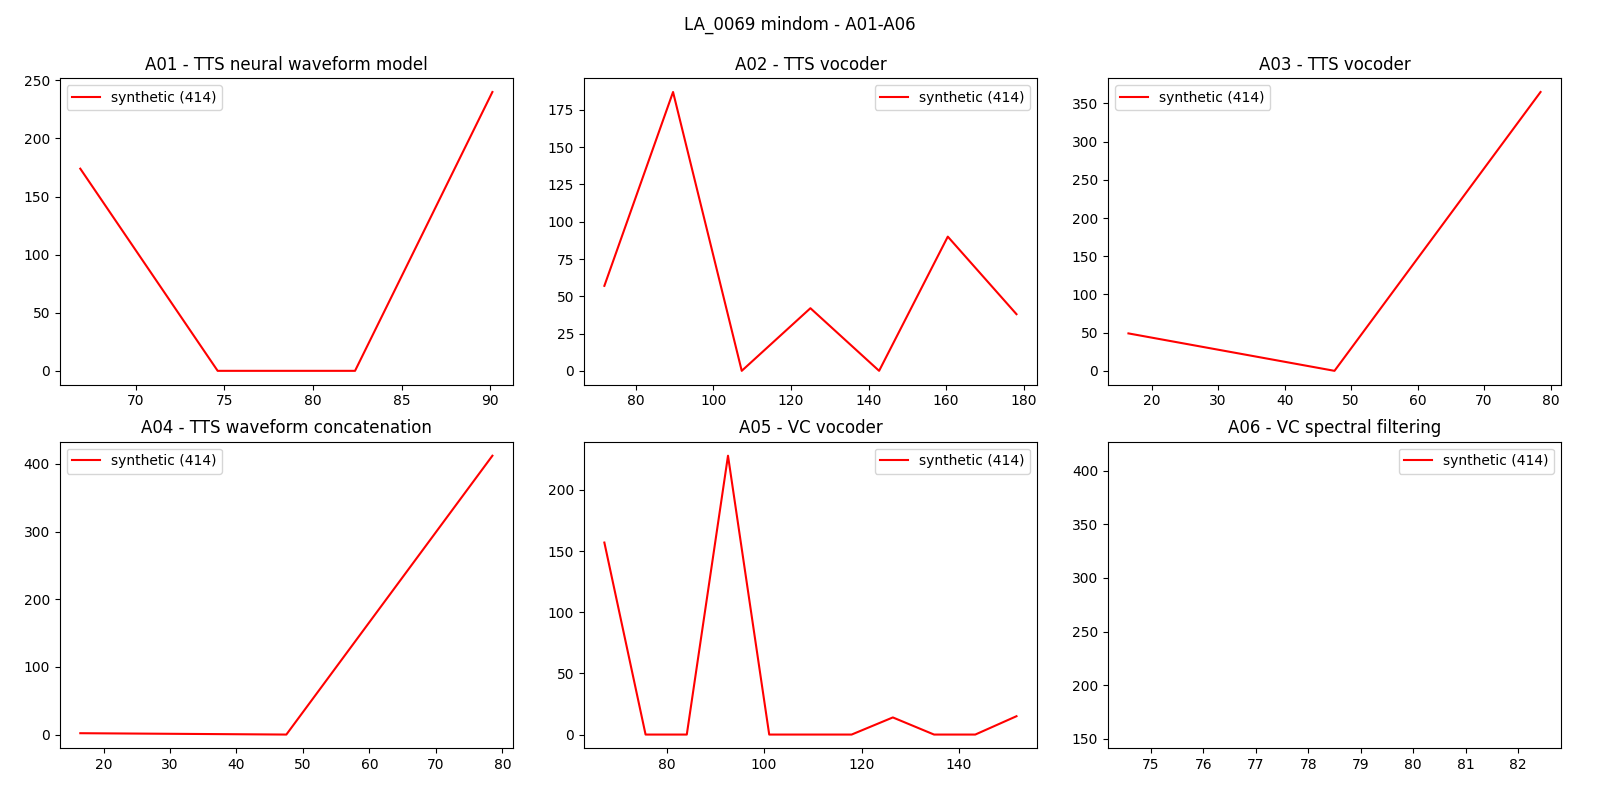 LA_0069 mindom - A01-A06
A01 - TTS neural waveform model
250
200
150
100
50
0
synthetic (414)
70 75 80 85 90
A02 - TTS vocoder
175
150
125
100
75
50
25
0
synthetic (414)
80 100 120 140 160 180
A03 - TTS vocoder
350
300
250
200
150
100
50
0
synthetic (414)
20 30 40 50 60 70 80
A04 - TTS waveform concatenation
400
300
200
100
0
synthetic (414)
20 30 40 50 60 70 80
A05 - VC vocoder
200
150
100
50
0
synthetic (414)
80 100 120 140
A06 - VC spectral filtering
400
350
300
250
200
150
synthetic (414)
75 76 77 78 79 80 81 82